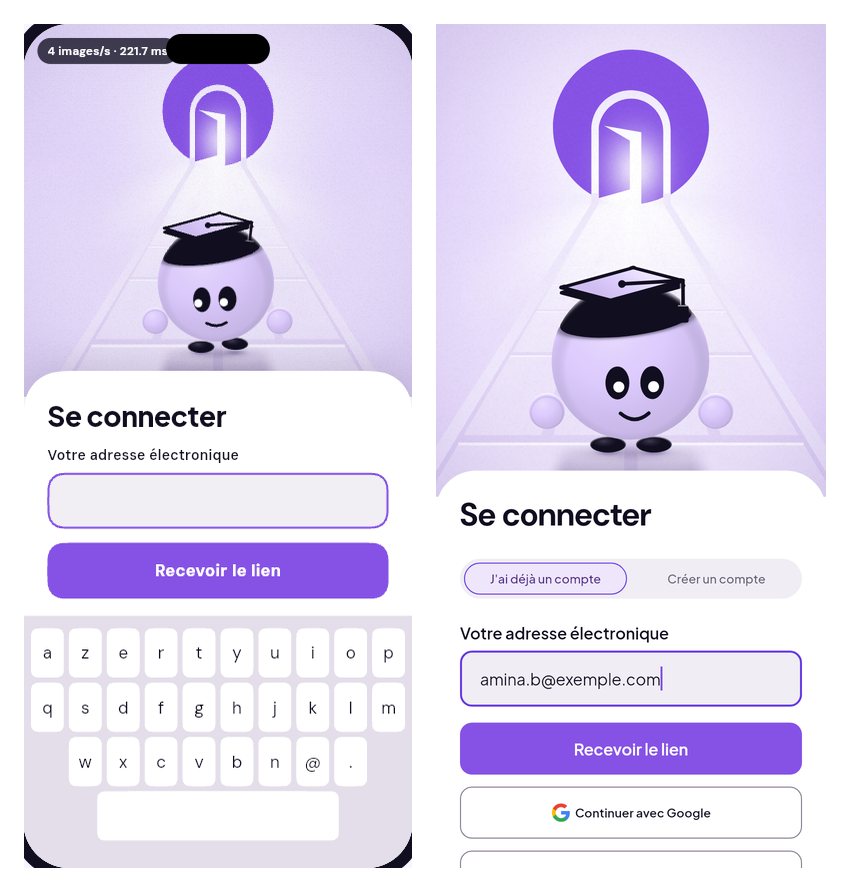 4 images/s · 221.7 ms
Se connecter
Votre adresse électronique
Recevoir le lien
a z e r t y u i o p
q s d f g h j k l m
w x c v b n @ .
Se connecter
J'ai déjà un compte
Créer un compte
Votre adresse électronique
amina.b@exemple.com
Recevoir le lien
Continuer avec Google